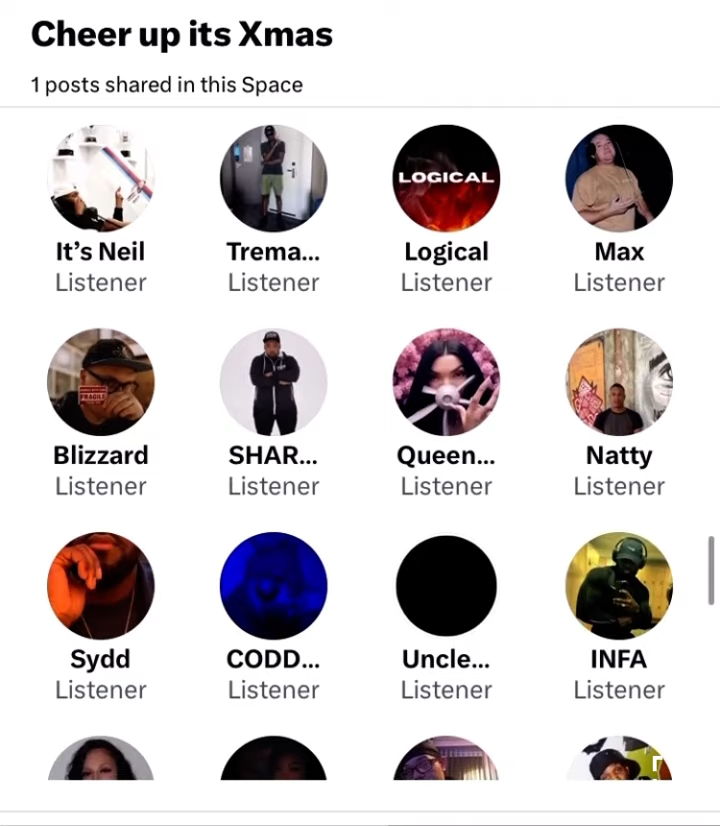 Cheer up its Xmas
1 posts shared in this Space
LOGICAL
It’s Neil
Trema...
Logical
Max
Listener
Listener
Listener
Listener
FRAGILE
Blizzard
SHAR...
Queen...
Natty
Listener
Listener
Listener
Listener
Sydd
CODD...
Uncle...
INFA
Listener
Listener
Listener
Listener